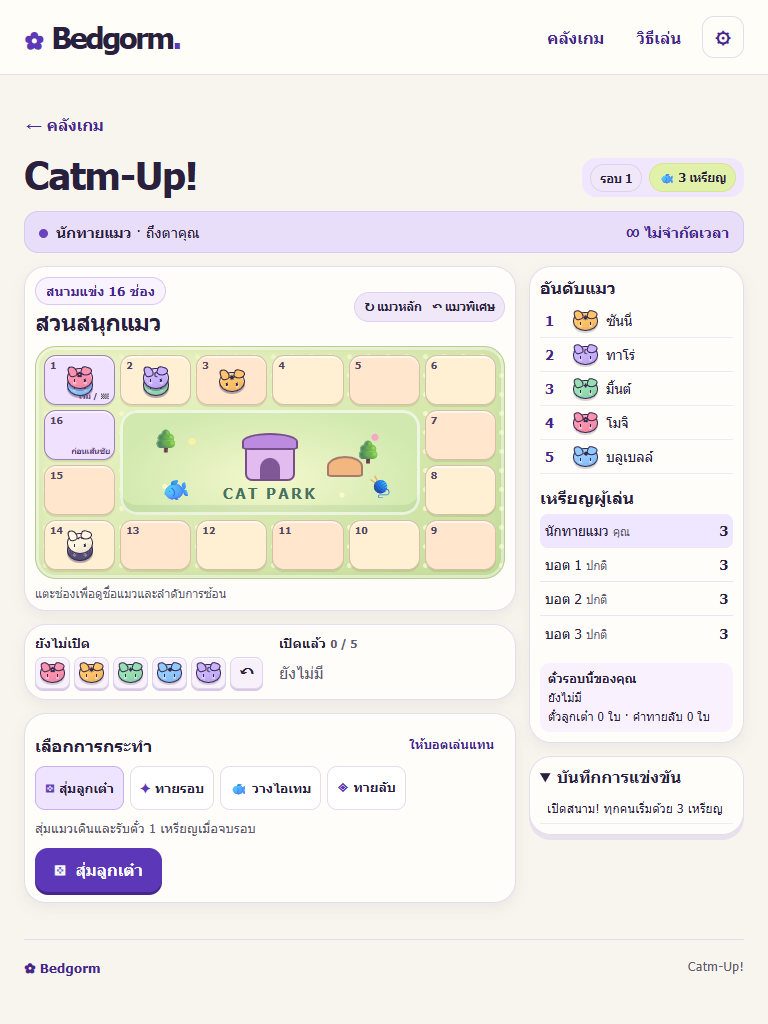 Bedgorm.
คลังเกม
วิธีเล่น
← คลังเกม
Catm-Up!
รอบ 1
3 เหรียญ
นักทายแมว · ถึงตาคุณ
∞ ไม่จำกัดเวลา
สนามแข่ง 16 ช่อง
สวนสนุกแมว
↻ แมวหลัก ↶ แมวพิเศษ
1
2
3
4
5
6
16
ก่อนเส้นชัย
7
15
8
CAT PARK
14
13
12
11
10
9
แตะช่องเพื่อดูชื่อแมวและลำดับการซ้อน
ยังไม่เปิด
เปิดแล้ว 0 / 5
ยังไม่มี
เลือกการกระทำ
ให้บอตเล่นแทน
สุ่มลูกเต๋า
ทายรอบ
วางไอเทม
ทายลับ
สุ่มแมวเดินและรับตั๋ว 1 เหรียญเมื่อจบรอบ
สุ่มลูกเต๋า
อันดับแมว
1 ซันนี่
2 ทาโร่
3 มิ้นต์
4 โมจิ
5 บลูเบลล์
เหรียญผู้เล่น
นักทายแมว คุณ 3
บอต 1 ปกติ 3
บอต 2 ปกติ 3
บอต 3 ปกติ 3
ตั๋วรอบนี้ของคุณ
ยังไม่มี
ตั๋วลูกเต๋า 0 ใบ · คำทายลับ 0 ใบ
▼ บันทึกการแข่งขัน
เปิดสนาม! ทุกคนเริ่มด้วย 3 เหรียญ
Bedgorm
Catm-Up!